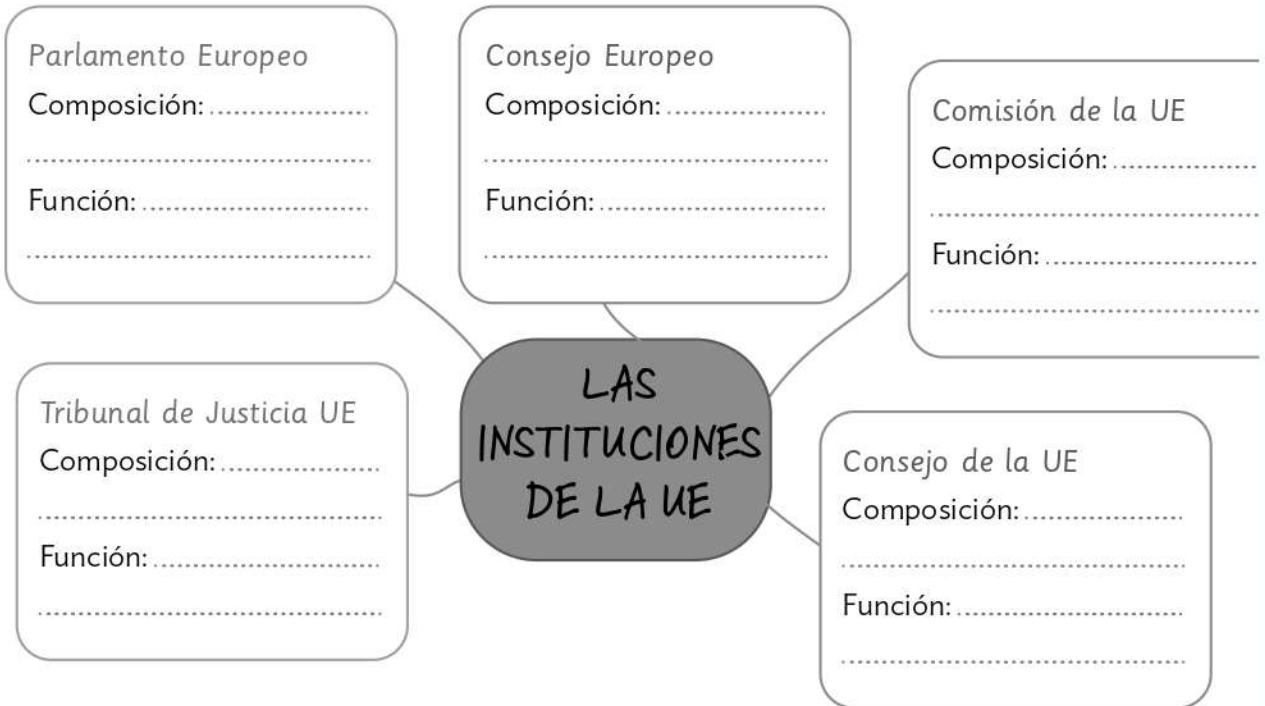 Parlamento Europeo
Composición: ....................
............................................
Función: .............................
............................................
Consejo Europeo
Composición: ....................
............................................
Función: .............................
............................................
Comisión de la UE
Composición: ...................
..........................................
Función: ...........................
..........................................
Tribunal de Justicia UE
Composición: ....................
............................................
Función: .............................
............................................
LAS
INSTITUCIONES
DE LA UE
Consejo de la UE
Composición: ....................
............................................
Función: .............................
............................................